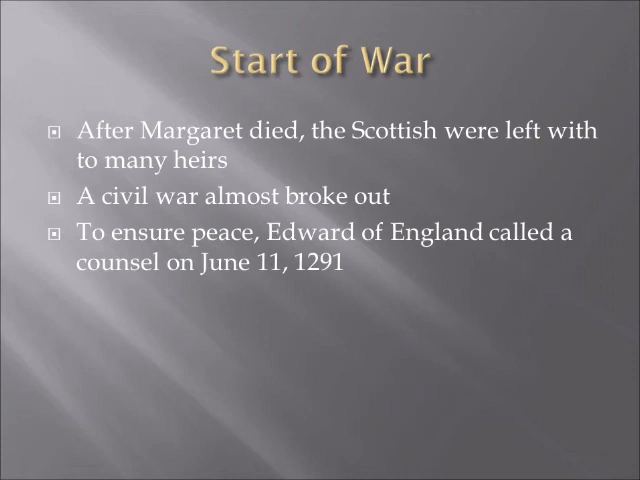 Start of War
After Margaret died, the Scottish were left with
to many heirs
A civil war almost broke out
To ensure peace, Edward of England called a
counsel on June 11, 1291